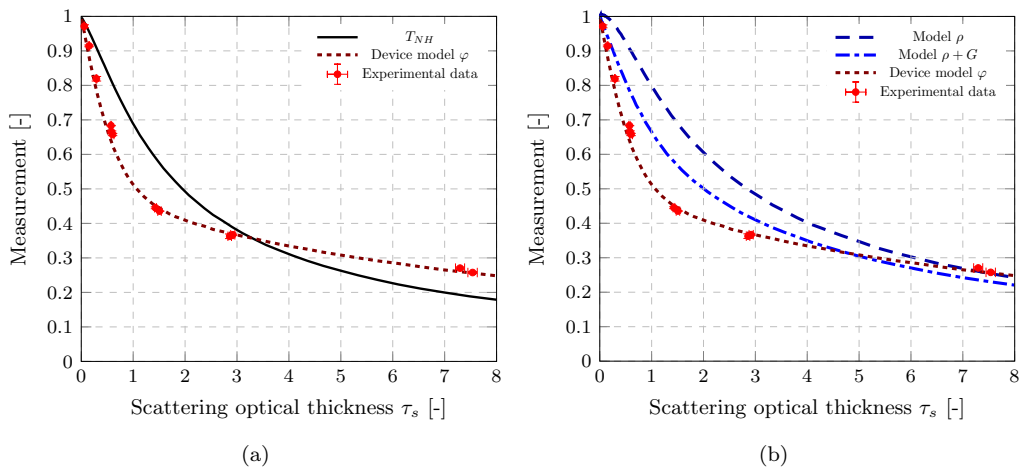 1
0.9
0.8
0.7
0.6
0.5
0.4
0.3
0.2
0.1
0
Measurement [-]
T_{NH}
Device model φ
Experimental data
0 1 2 3 4 5 6 7 8
Scattering optical thickness τ_s [-]
(a)
1
0.9
0.8
0.7
0.6
0.5
0.4
0.3
0.2
0.1
0
Measurement [-]
Model ρ
Model ρ + G
Device model φ
Experimental data
0 1 2 3 4 5 6 7 8
Scattering optical thickness τ_s [-]
(b)